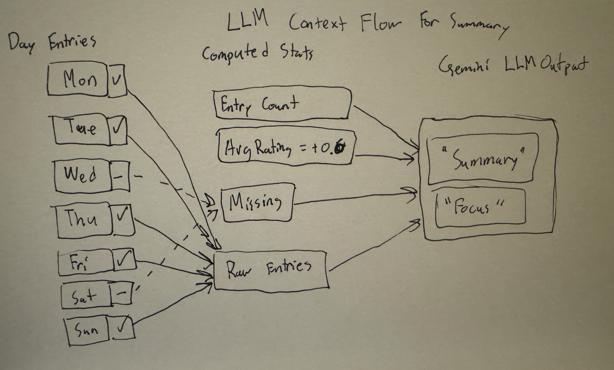 LLM Context Flow For Summary
Day Entries
Computed Stats
Gemini LLM Output
Mon ✓
Tue ✓
Wed –
Thu ✓
Fri ✓
Sat –
Sun ✓
Entry Count
Avg Rating = +0.6
Missing
Raw Entries
"Summary"
"Focus"